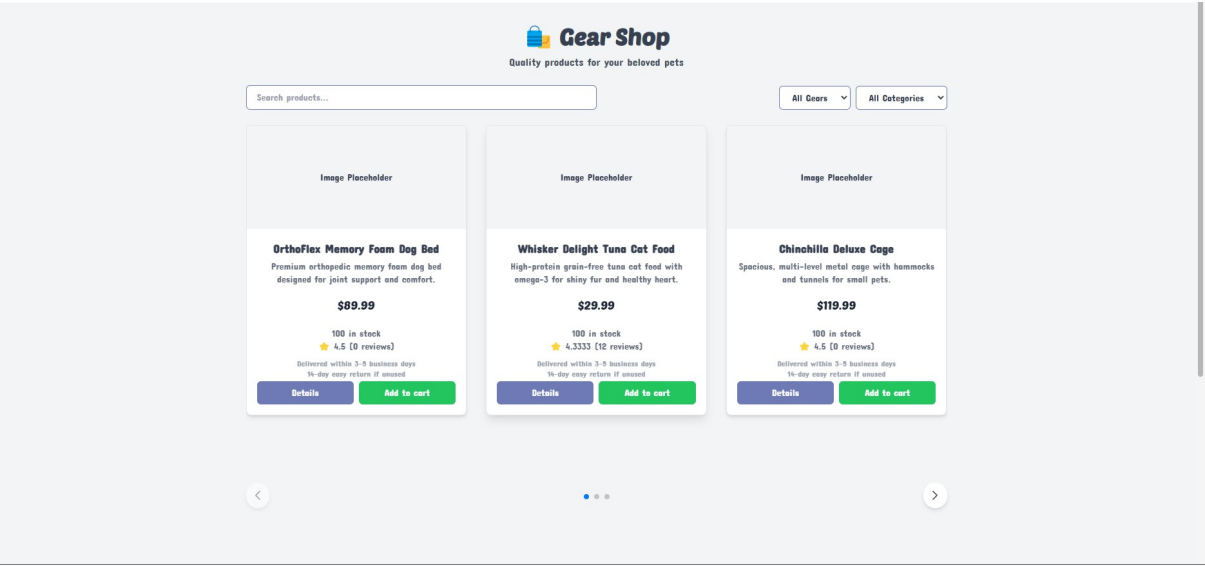 Gear Shop
Quality products for your beloved pets
Search products...
All Gears
All Categories
Image Placeholder
Image Placeholder
Image Placeholder
OrthoFlex Memory Foam Dog Bed
Premium orthopedic memory foam dog bed
designed for joint support and comfort.
$89.99
100 in stock
⭐ 4.5 (0 reviews)
Delivered within 3-5 business days
14-day easy return if unused
Details
Add to cart
Whisker Delight Tuna Cat Food
High-protein grain-free tuna cat food with
omega-3 for shiny fur and healthy heart.
$29.99
100 in stock
⭐ 4.3333 (12 reviews)
Delivered within 3-5 business days
14-day easy return if unused
Details
Add to cart
Chinchilla Deluxe Cage
Spacious, multi-level metal cage with hammocks
and tunnels for small pets.
$119.99
100 in stock
⭐ 4.5 (0 reviews)
Delivered within 3-5 business days
14-day easy return if unused
Details
Add to cart